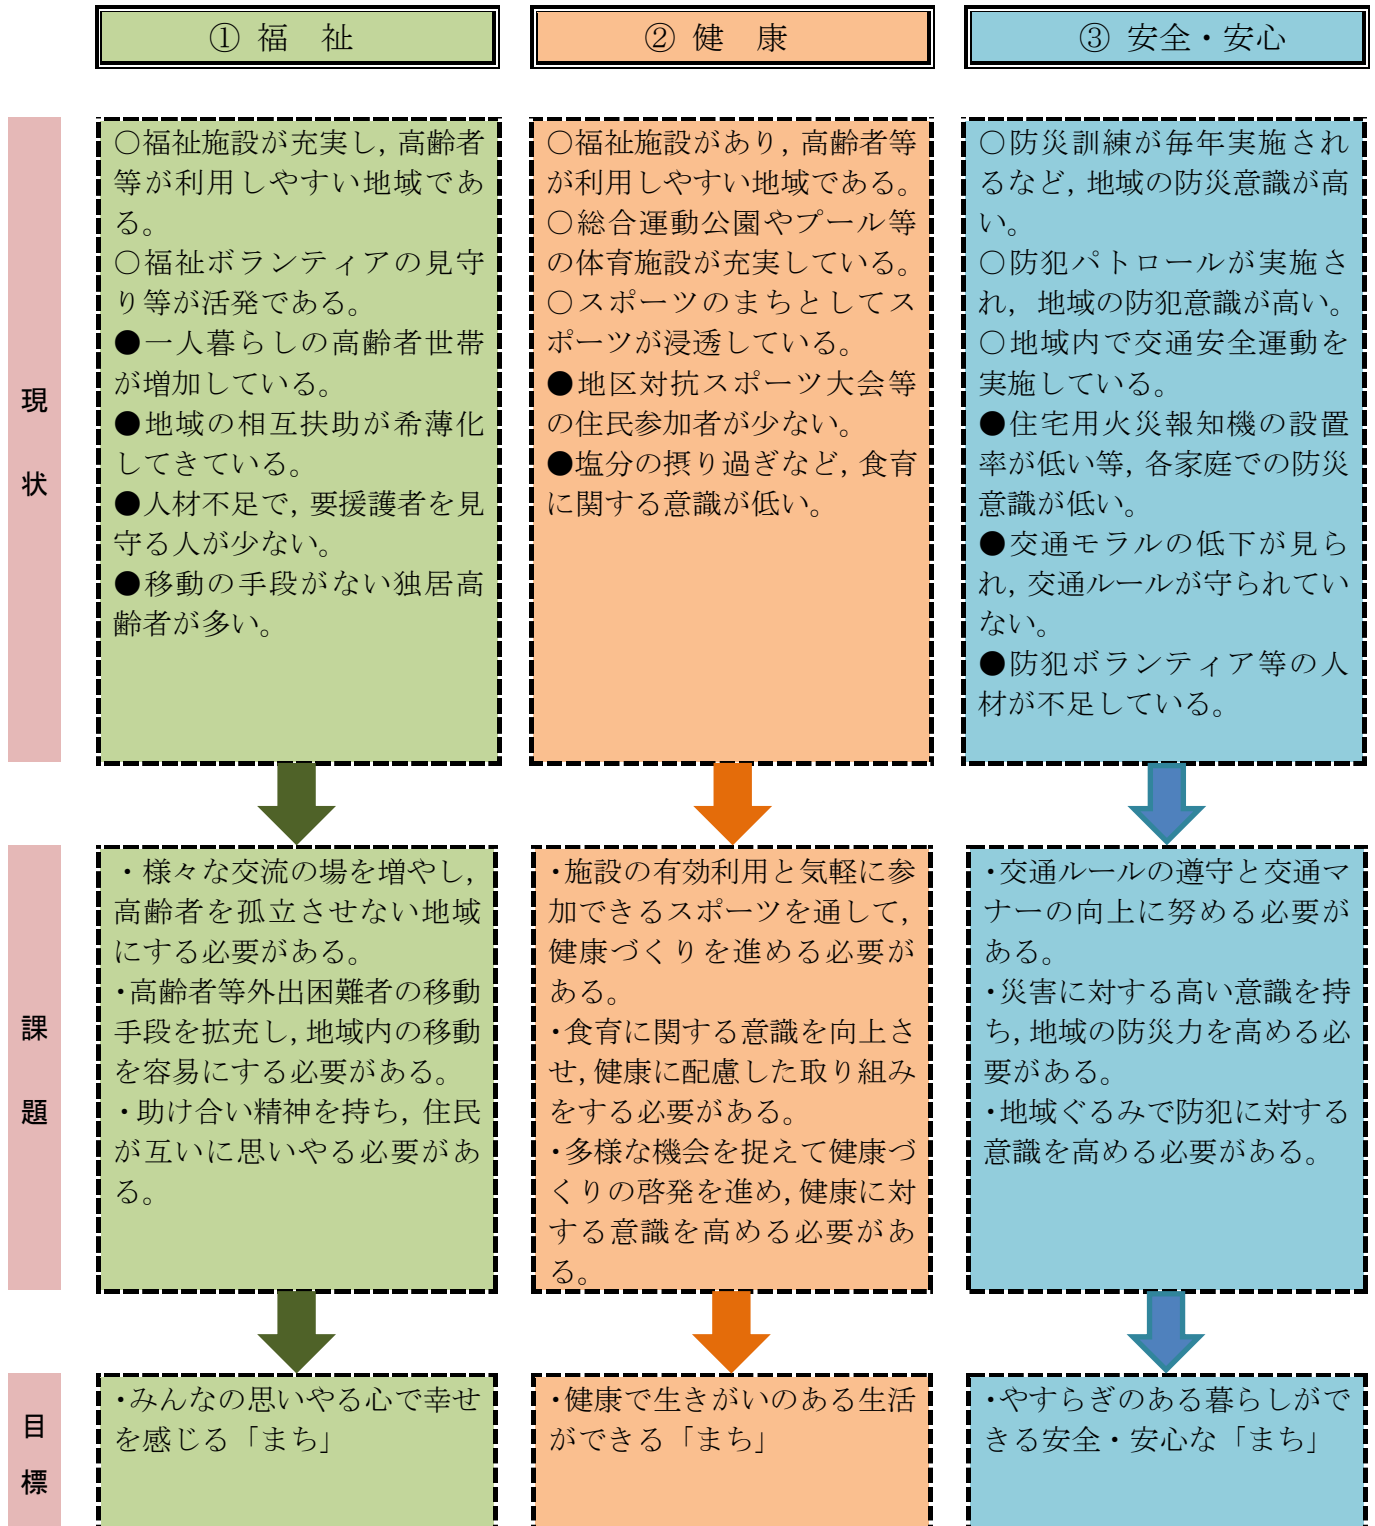 ① 福　祉
② 健　康
③ 安全・安心
現
状
○福祉施設が充実し，高齢者
等が利用しやすい地域であ
る。
○福祉ボランティアの見守
り等が活発である。
●一人暮らしの高齢者世帯
が増加している。
●地域の相互扶助が希薄化
してきている。
●人材不足で，要援護者を見
守る人が少ない。
●移動の手段がない独居高
齢者が多い。
○福祉施設があり，高齢者等
が利用しやすい地域である。
○総合運動公園やプール等
の体育施設が充実している。
○スポーツのまちとしてス
ポーツが浸透している。
●地区対抗スポーツ大会等
の住民参加者が少ない。
●塩分の摂り過ぎなど，食育
に関する意識が低い。
○防災訓練が毎年実施され
るなど，地域の防災意識が高
い。
○防犯パトロールが実施さ
れ，地域の防犯意識が高い。
○地域内で交通安全運動を
実施している。
●住宅用火災報知機の設置
率が低い等，各家庭での防災
意識が低い。
●交通モラルの低下が見ら
れ，交通ルールが守られてい
ない。
●防犯ボランティア等の人
材が不足している。
課
題
・様々な交流の場を増やし，
高齢者を孤立させない地域
にする必要がある。
・高齢者等外出困難者の移動
手段を拡充し，地域内の移動
を容易にする必要がある。
・助け合い精神を持ち，住民
が互いに思いやる必要があ
る。
・施設の有効利用と気軽に参
加できるスポーツを通して，
健康づくりを進める必要が
ある。
・食育に関する意識を向上さ
せ，健康に配慮した取り組み
をする必要がある。
・多様な機会を捉えて健康づ
くりの啓発を進め，健康に対
する意識を高める必要があ
る。
・交通ルールの遵守と交通マ
ナーの向上に努める必要が
ある。
・災害に対する高い意識を持
ち，地域の防災力を高める必
要がある。
・地域ぐるみで防犯に対する
意識を高める必要がある。
目
標
・みんなの思いやる心で幸せ
を感じる「まち」
・健康で生きがいのある生活
ができる「まち」
・やすらぎのある暮らしがで
きる安全・安心な「まち」